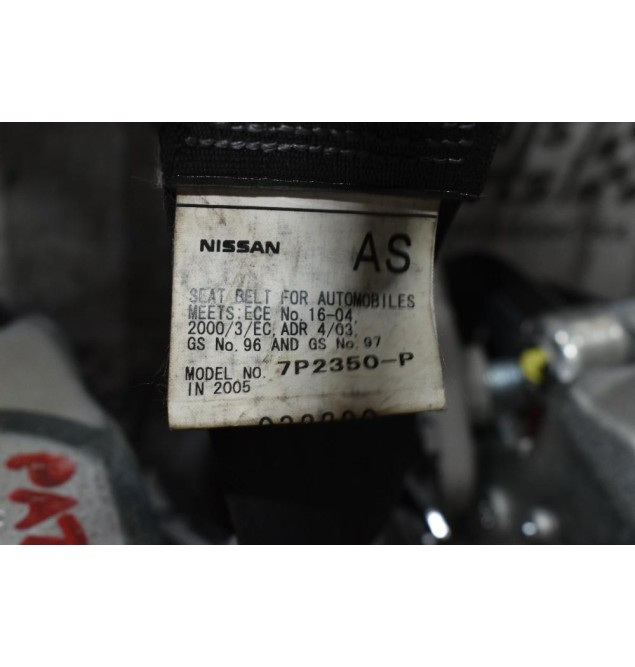 NISSAN AS
SEAT BELT FOR AUTOMOBILES
MEETS:ECE No.16-04,
2000/3/EC,ADR 4/03,
GS No.96 AND GS No.97
MODEL NO. 7P2350-P
IN 2005
PAT